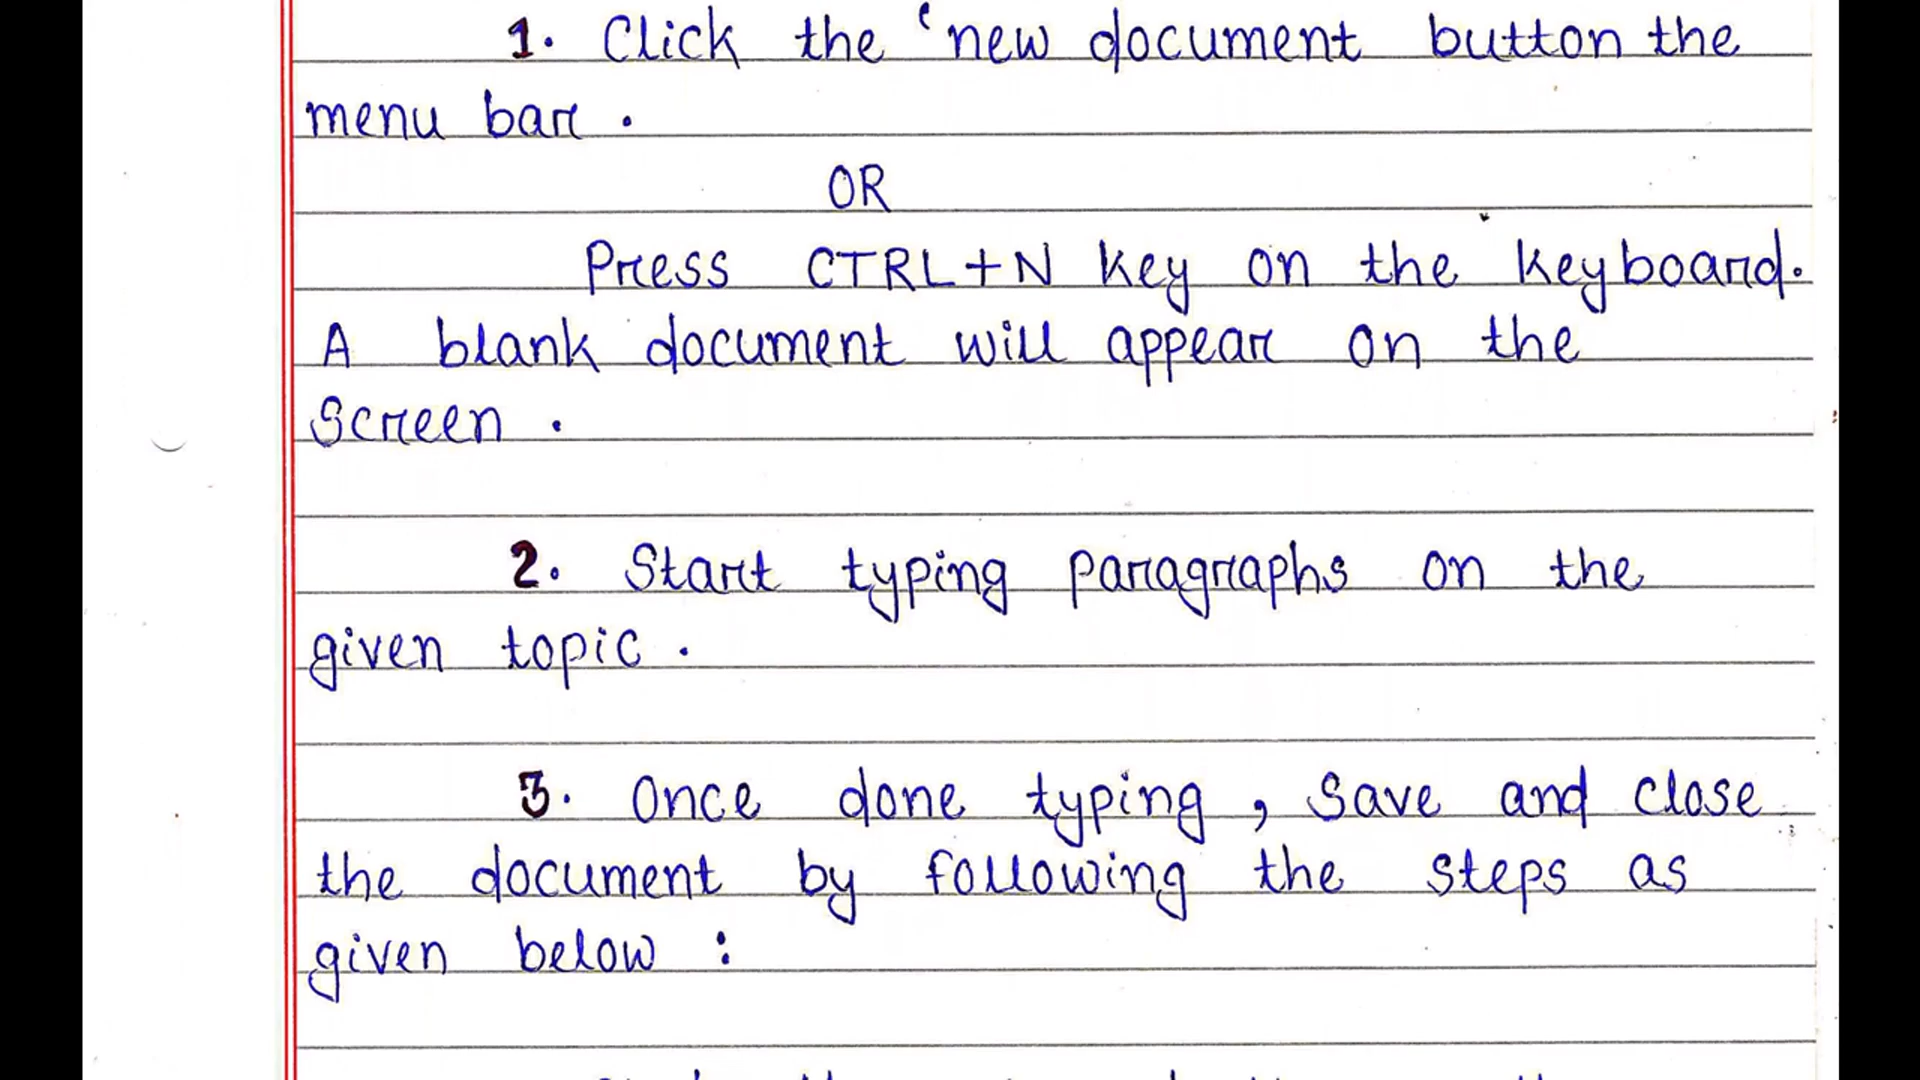 1. Click the ‘new document button the
menu bar.
OR
Press CTRL+N key on the keyboard.
A blank document will appear on the
screen.
2. Start typing paragraphs on the
given topic.
3. Once done typing, save and close
the document by following the steps as
given below :